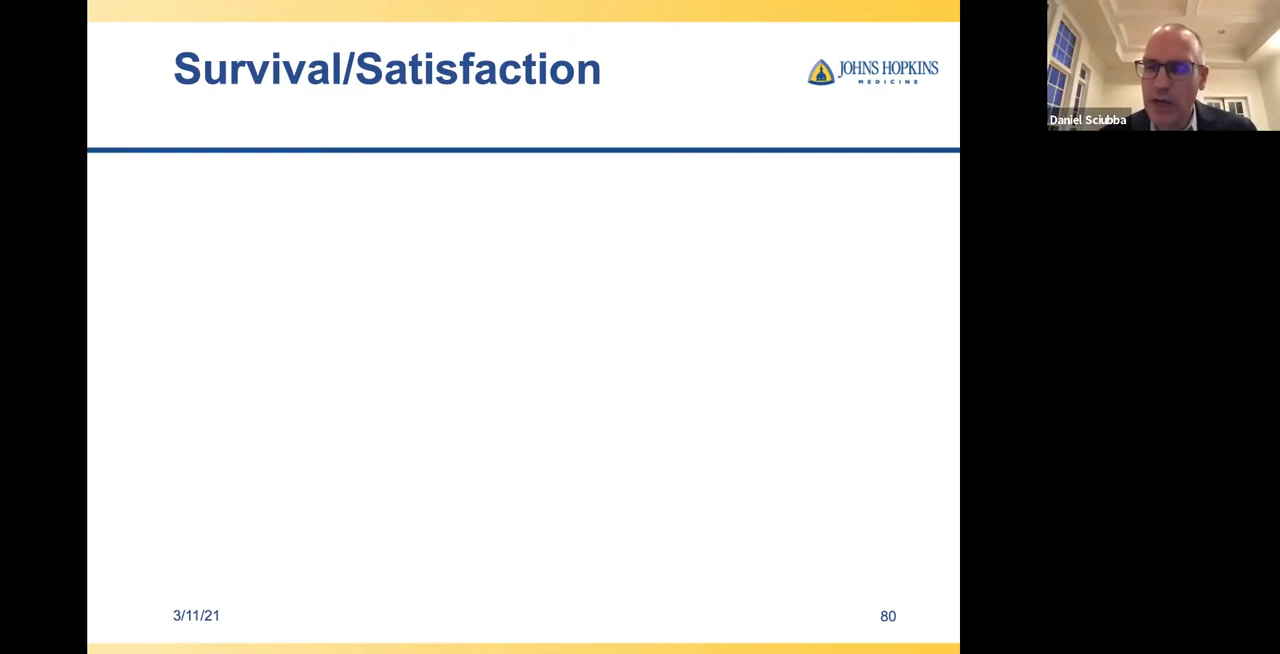 Survival/Satisfaction
JOHNS HOPKINS
MEDICINE
Daniel Sciubba
3/11/21
80